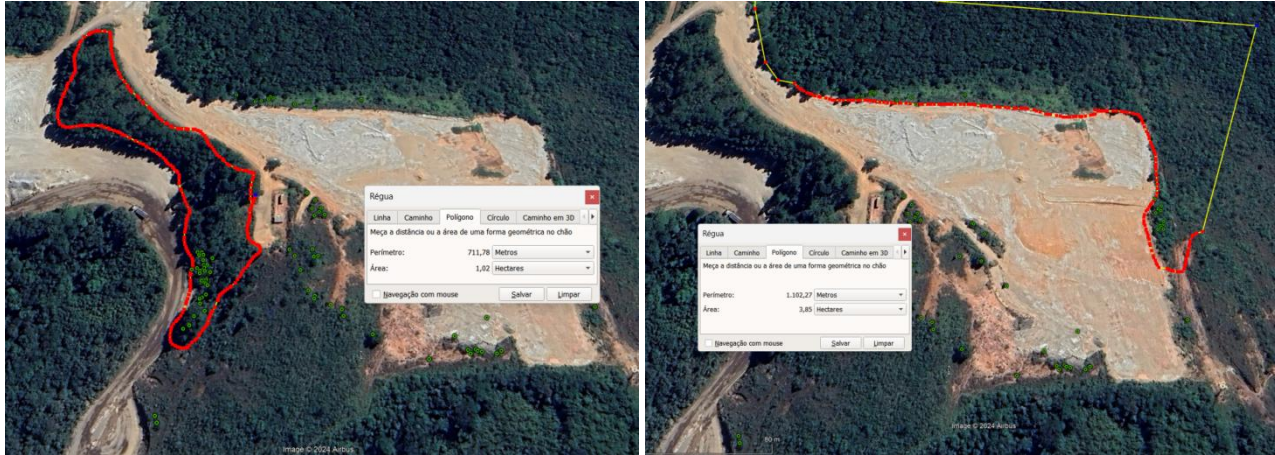 Régua
Linha Caminho Polígono Círculo Caminho em 3D
Meça a distância ou a área de uma forma geométrica no chão
Perímetro: 711,78 Metros
Área: 1,02 Hectares
Navegação com mouse Salvar Limpar
Image © 2024 Airbus
Régua
Linha Caminho Polígono Círculo Caminho em 3D
Meça a distância ou a área de uma forma geométrica no chão
Perímetro: 1.102,27 Metros
Área: 3,85 Hectares
Navegação com mouse Salvar Limpar
Image © 2024 Airbus
60 m